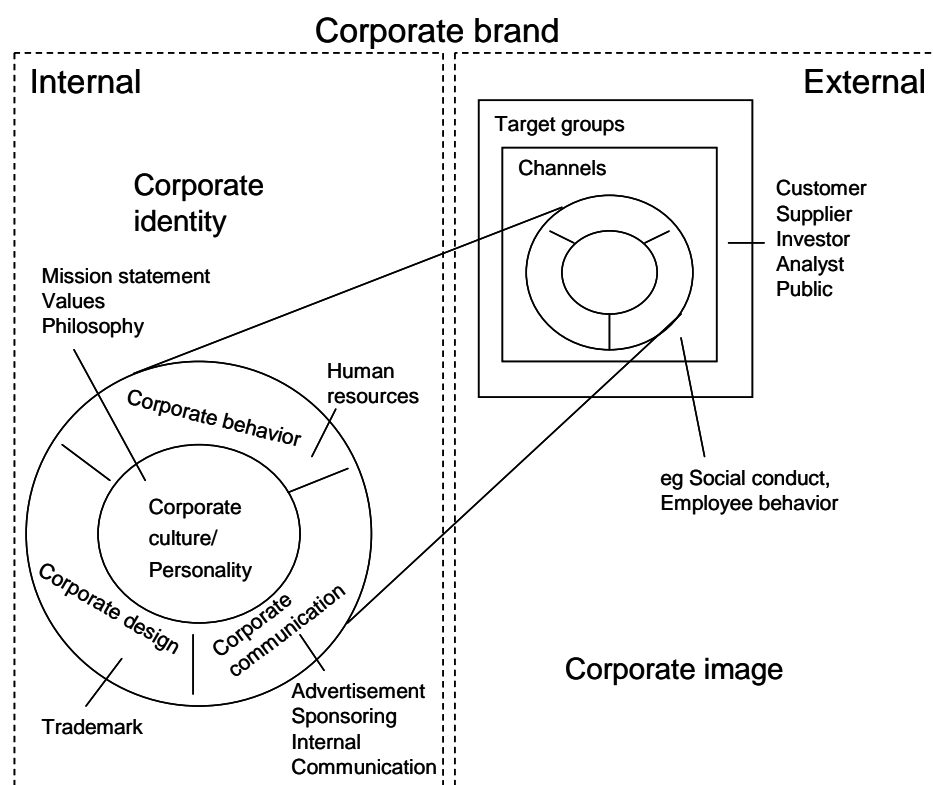 Corporate brand
Internal
External
Target groups
Channels
Customer
Supplier
Investor
Analyst
Public
Corporate
identity
Mission statement
Values
Philosophy
Human
resources
Corporate behavior
Corporate
culture/
Personality
Corporate design
Corporate
communication
Trademark
Advertisement
Sponsoring
Internal
Communication
eg Social conduct,
Employee behavior
Corporate image